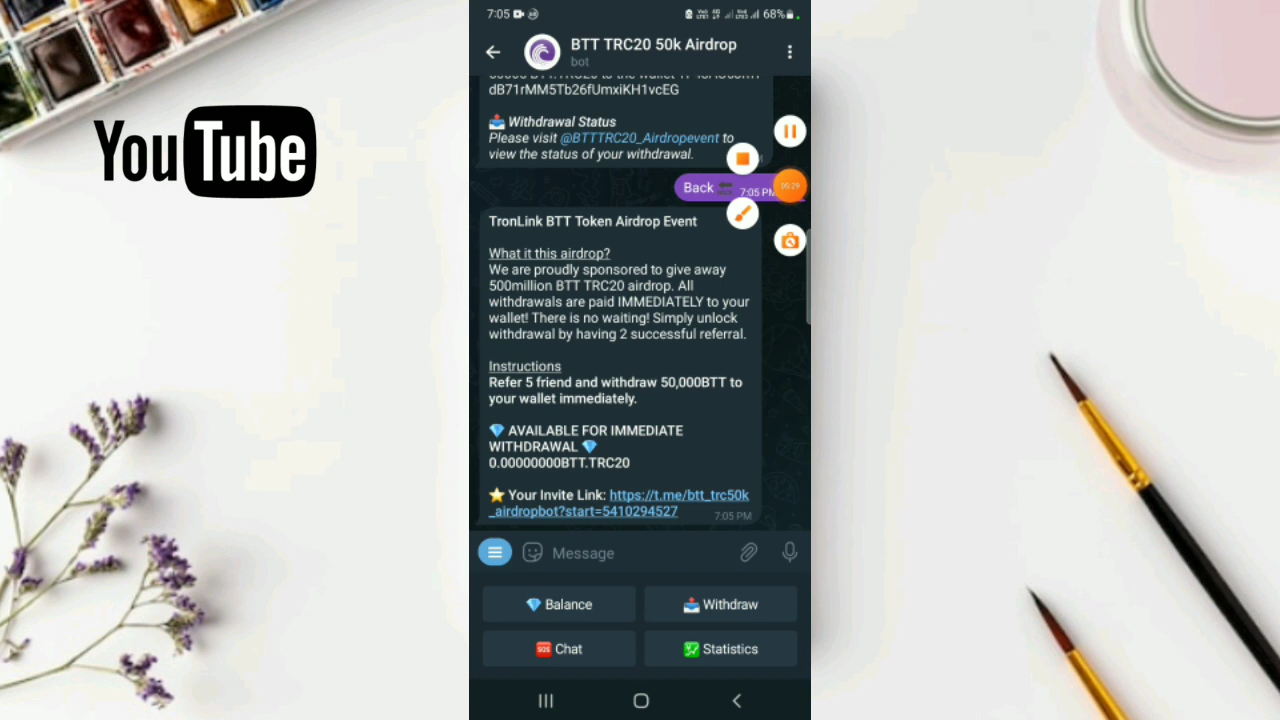 YouTube
7:05
68%
BTT TRC20 50k Airdrop
bot
dB71rMM5Tb26fUmxiKH1vcEG
📤 Withdrawal Status
Please visit @BTTTRC20_Airdropevent to
view the status of your withdrawal.
Back 🔙 7:05 PM
05:29
TronLink BTT Token Airdrop Event
What it this airdrop?
We are proudly sponsored to give away
500million BTT TRC20 airdrop. All
withdrawals are paid IMMEDIATELY to your
wallet! There is no waiting! Simply unlock
withdrawal by having 2 successful referral.
Instructions
Refer 5 friend and withdraw 50,000BTT to
your wallet immediately.
💎 AVAILABLE FOR IMMEDIATE
WITHDRAWAL 💎
0.00000000BTT.TRC20
⭐ Your Invite Link: https://t.me/btt_trc50k
_airdropbot?start=5410294527
7:05 PM
Message
💎 Balance
📤 Withdraw
🆘 Chat
💹 Statistics